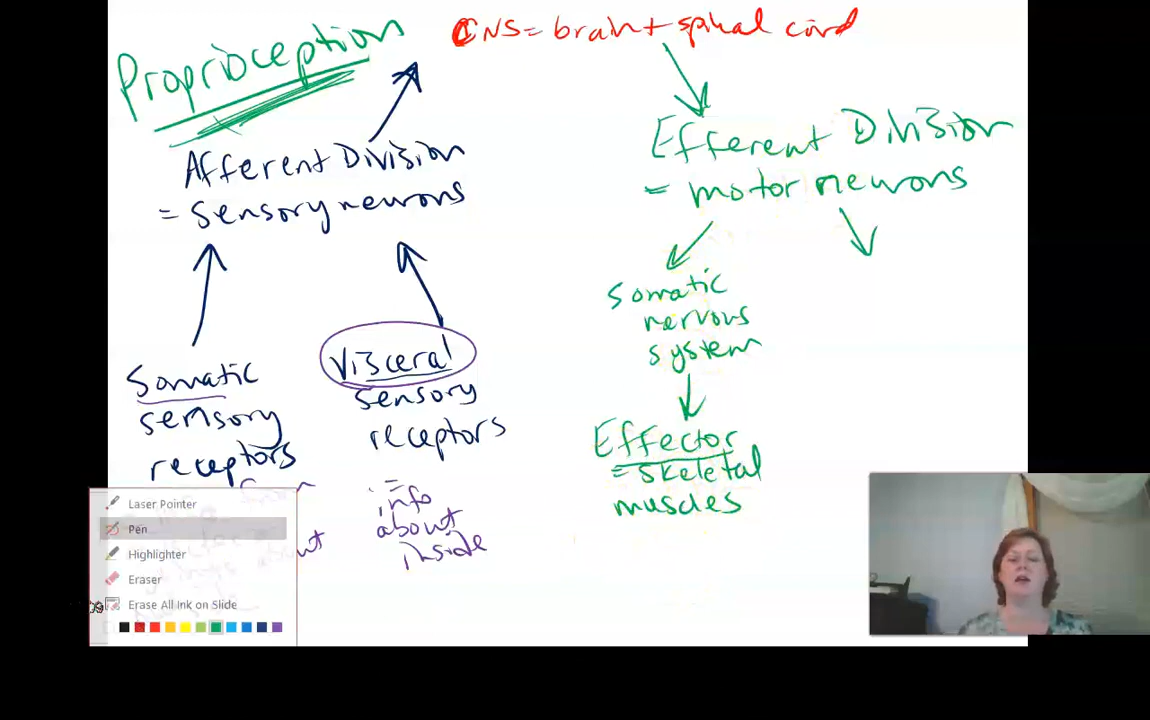 Proprioception
CNS = brain + spinal cord
Afferent Division
= sensory neurons
Efferent Division
= motor neurons
Somatic
sensory
receptors
Visceral
sensory
receptors
= info
about
inside
Somatic
nervous
system
Effector
= skeletal
muscles
Laser Pointer
Pen
Highlighter
Eraser
Erase All Ink on Slide